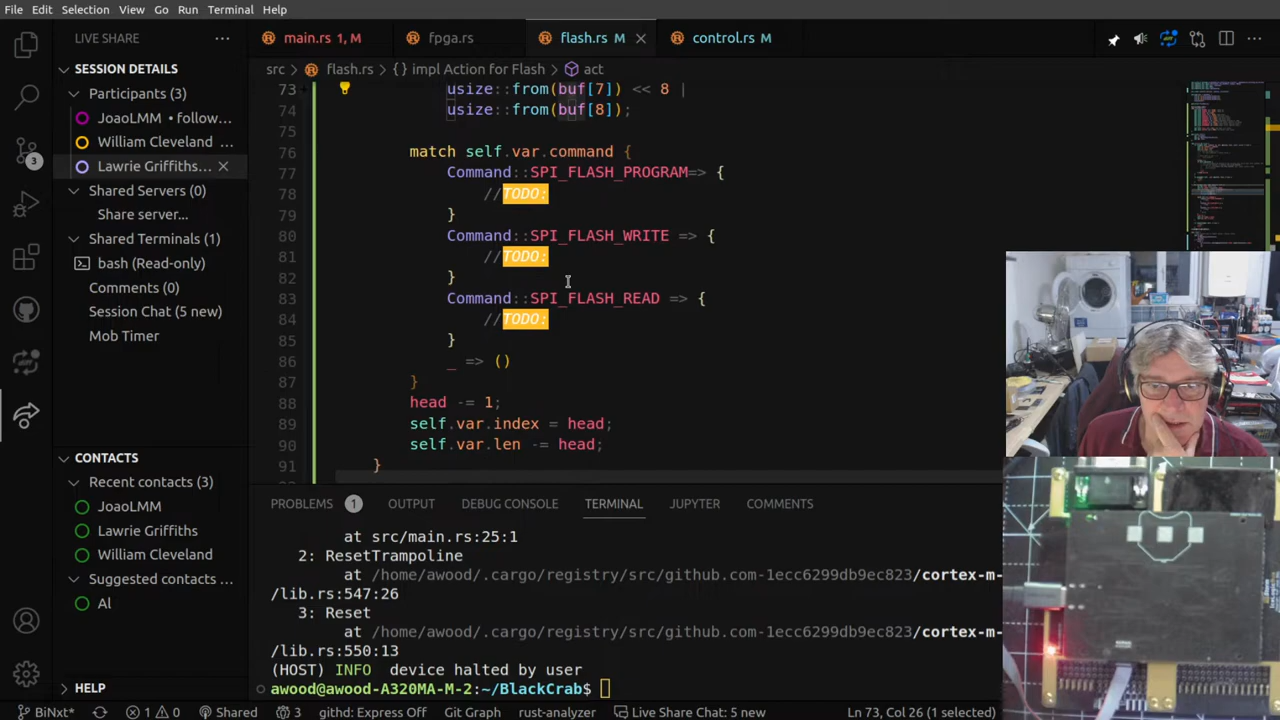 File Edit Selection View Go Run Terminal Help
LIVE SHARE
main.rs 1, M
fpga.rs
flash.rs M
control.rs M
SESSION DETAILS
src > flash.rs > {} impl Action for Flash > act
Participants (3)
JoaoLMM • follow...
William Cleveland ...
Lawrie Griffiths...
Shared Servers (0)
Share server...
Shared Terminals (1)
bash (Read-only)
Comments (0)
Session Chat (5 new)
Mob Timer
3
73 usize::from(buf[7]) << 8 |
74 usize::from(buf[8]);
75
76 match self.var.command {
77 Command::SPI_FLASH_PROGRAM=> {
78 //TODO:
79 }
80 Command::SPI_FLASH_WRITE => {
81 //TODO:
82 }
83 Command::SPI_FLASH_READ => {
84 //TODO:
85 }
86 _ => ()
87 }
88 head -= 1;
89 self.var.index = head;
90 self.var.len -= head;
91 }
CONTACTS
Recent contacts (3)
JoaoLMM
Lawrie Griffiths
William Cleveland
Suggested contacts ...
Al
HELP
PROBLEMS 1 OUTPUT DEBUG CONSOLE TERMINAL JUPYTER COMMENTS
at src/main.rs:25:1
2: ResetTrampoline
at /home/awood/.cargo/registry/src/github.com-1ecc6299db9ec823/cortex-m-
/lib.rs:547:26
3: Reset
at /home/awood/.cargo/registry/src/github.com-1ecc6299db9ec823/cortex-m-
/lib.rs:550:13
(HOST) INFO device halted by user
awood@awood-A320MA-M-2:~/BlackCrab$
BiNxt* 1 0 Shared 3 githd: Express Off Git Graph rust-analyzer Live Share Chat: 5 new Ln 73, Col 26 (1 selected)